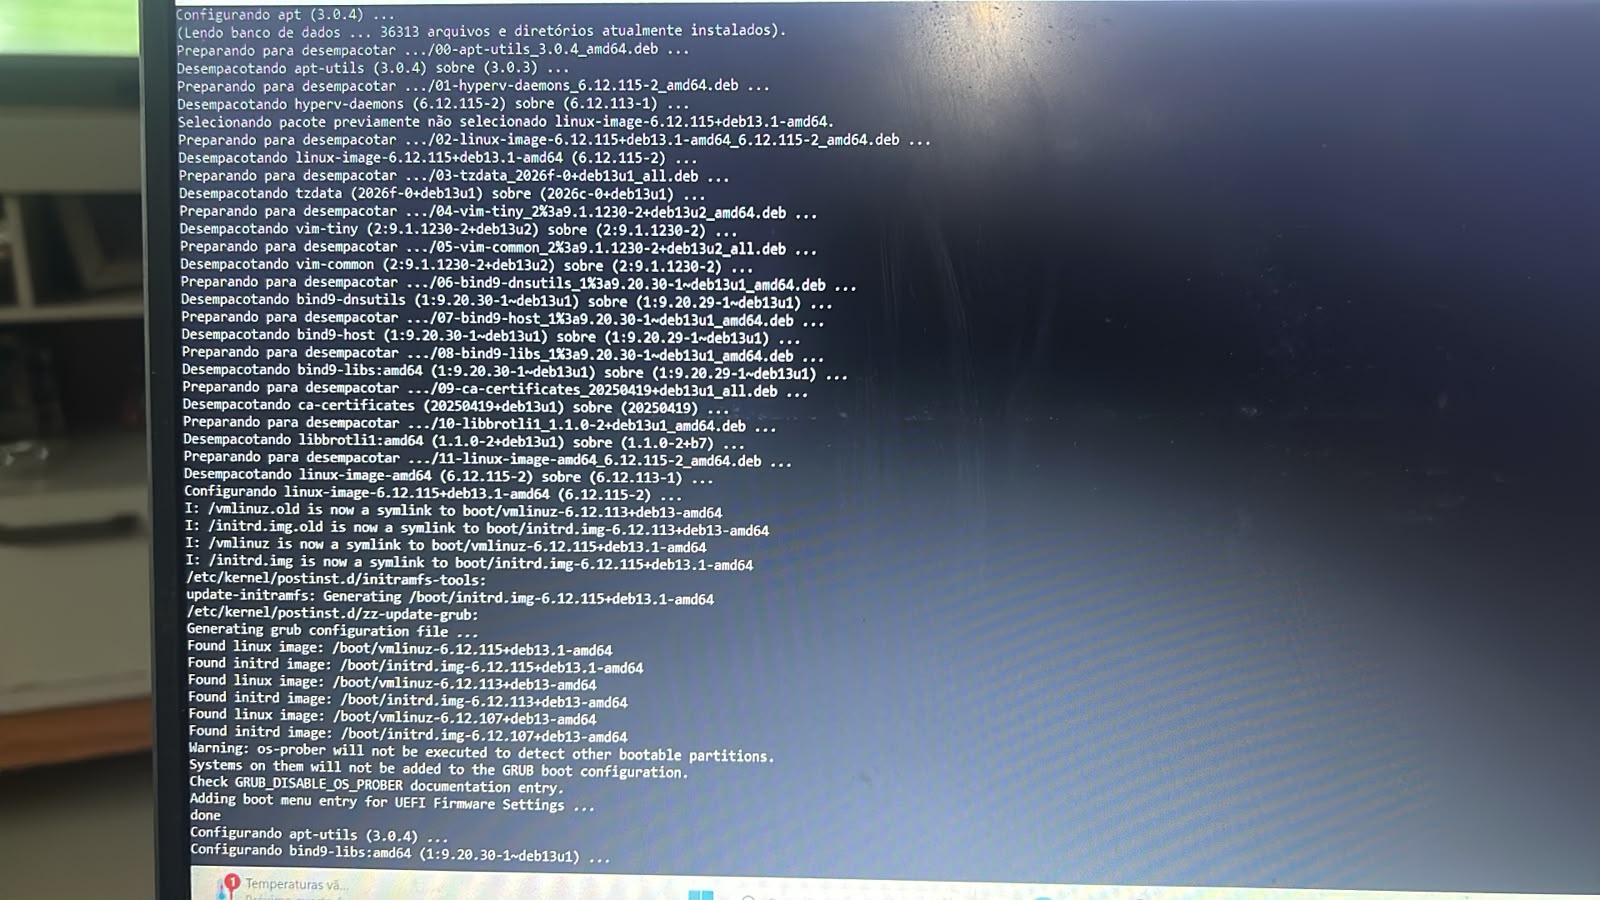 Configurando apt (3.0.4) ...
(Lendo banco de dados ... 36313 arquivos e diretórios atualmente instalados).
Preparando para desempacotar .../00-apt-utils_3.0.4_amd64.deb ...
Desempacotando apt-utils (3.0.4) sobre (3.0.3) ...
Preparando para desempacotar .../01-hyperv-daemons_6.12.115-2_amd64.deb ...
Desempacotando hyperv-daemons (6.12.115-2) sobre (6.12.113-1) ...
Selecionando pacote previamente não selecionado linux-image-6.12.115+deb13.1-amd64.
Preparando para desempacotar .../02-linux-image-6.12.115+deb13.1-amd64_6.12.115-2_amd64.deb ...
Desempacotando linux-image-6.12.115+deb13.1-amd64 (6.12.115-2) ...
Preparando para desempacotar .../03-tzdata_2026f-0+deb13u1_all.deb ...
Desempacotando tzdata (2026f-0+deb13u1) sobre (2026c-0+deb13u1) ...
Preparando para desempacotar .../04-vim-tiny_2%3a9.1.1230-2+deb13u2_amd64.deb ...
Desempacotando vim-tiny (2:9.1.1230-2+deb13u2) sobre (2:9.1.1230-2) ...
Preparando para desempacotar .../05-vim-common_2%3a9.1.1230-2+deb13u2_all.deb ...
Desempacotando vim-common (2:9.1.1230-2+deb13u2) sobre (2:9.1.1230-2) ...
Preparando para desempacotar .../06-bind9-dnsutils_1%3a9.20.30-1~deb13u1_amd64.deb ...
Desempacotando bind9-dnsutils (1:9.20.30-1~deb13u1) sobre (1:9.20.29-1~deb13u1) ...
Preparando para desempacotar .../07-bind9-host_1%3a9.20.30-1~deb13u1_amd64.deb ...
Desempacotando bind9-host (1:9.20.30-1~deb13u1) sobre (1:9.20.29-1~deb13u1) ...
Preparando para desempacotar .../08-bind9-libs_1%3a9.20.30-1~deb13u1_amd64.deb ...
Desempacotando bind9-libs:amd64 (1:9.20.30-1~deb13u1) sobre (1:9.20.29-1~deb13u1) ...
Preparando para desempacotar .../09-ca-certificates_20250419+deb13u1_all.deb ...
Desempacotando ca-certificates (20250419+deb13u1) sobre (20250419) ...
Preparando para desempacotar .../10-libbrotli1_1.1.0-2+deb13u1_amd64.deb ...
Desempacotando libbrotli1:amd64 (1.1.0-2+deb13u1) sobre (1.1.0-2+b7) ...
Preparando para desempacotar .../11-linux-image-amd64_6.12.115-2_amd64.deb ...
Desempacotando linux-image-amd64 (6.12.115-2) sobre (6.12.113-1) ...
Configurando linux-image-6.12.115+deb13.1-amd64 (6.12.115-2) ...
I: /vmlinuz.old is now a symlink to boot/vmlinuz-6.12.113+deb13-amd64
I: /initrd.img.old is now a symlink to boot/initrd.img-6.12.113+deb13-amd64
I: /vmlinuz is now a symlink to boot/vmlinuz-6.12.115+deb13.1-amd64
I: /initrd.img is now a symlink to boot/initrd.img-6.12.115+deb13.1-amd64
/etc/kernel/postinst.d/initramfs-tools:
update-initramfs: Generating /boot/initrd.img-6.12.115+deb13.1-amd64
/etc/kernel/postinst.d/zz-update-grub:
Generating grub configuration file ...
Found linux image: /boot/vmlinuz-6.12.115+deb13.1-amd64
Found initrd image: /boot/initrd.img-6.12.115+deb13.1-amd64
Found linux image: /boot/vmlinuz-6.12.113+deb13-amd64
Found initrd image: /boot/initrd.img-6.12.113+deb13-amd64
Found linux image: /boot/vmlinuz-6.12.107+deb13-amd64
Found initrd image: /boot/initrd.img-6.12.107+deb13-amd64
Warning: os-prober will not be executed to detect other bootable partitions.
Systems on them will not be added to the GRUB boot configuration.
Check GRUB_DISABLE_OS_PROBER documentation entry.
Adding boot menu entry for UEFI Firmware Settings ...
done
Configurando apt-utils (3.0.4) ...
Configurando bind9-libs:amd64 (1:9.20.30-1~deb13u1) ...
1 Temperaturas vã...